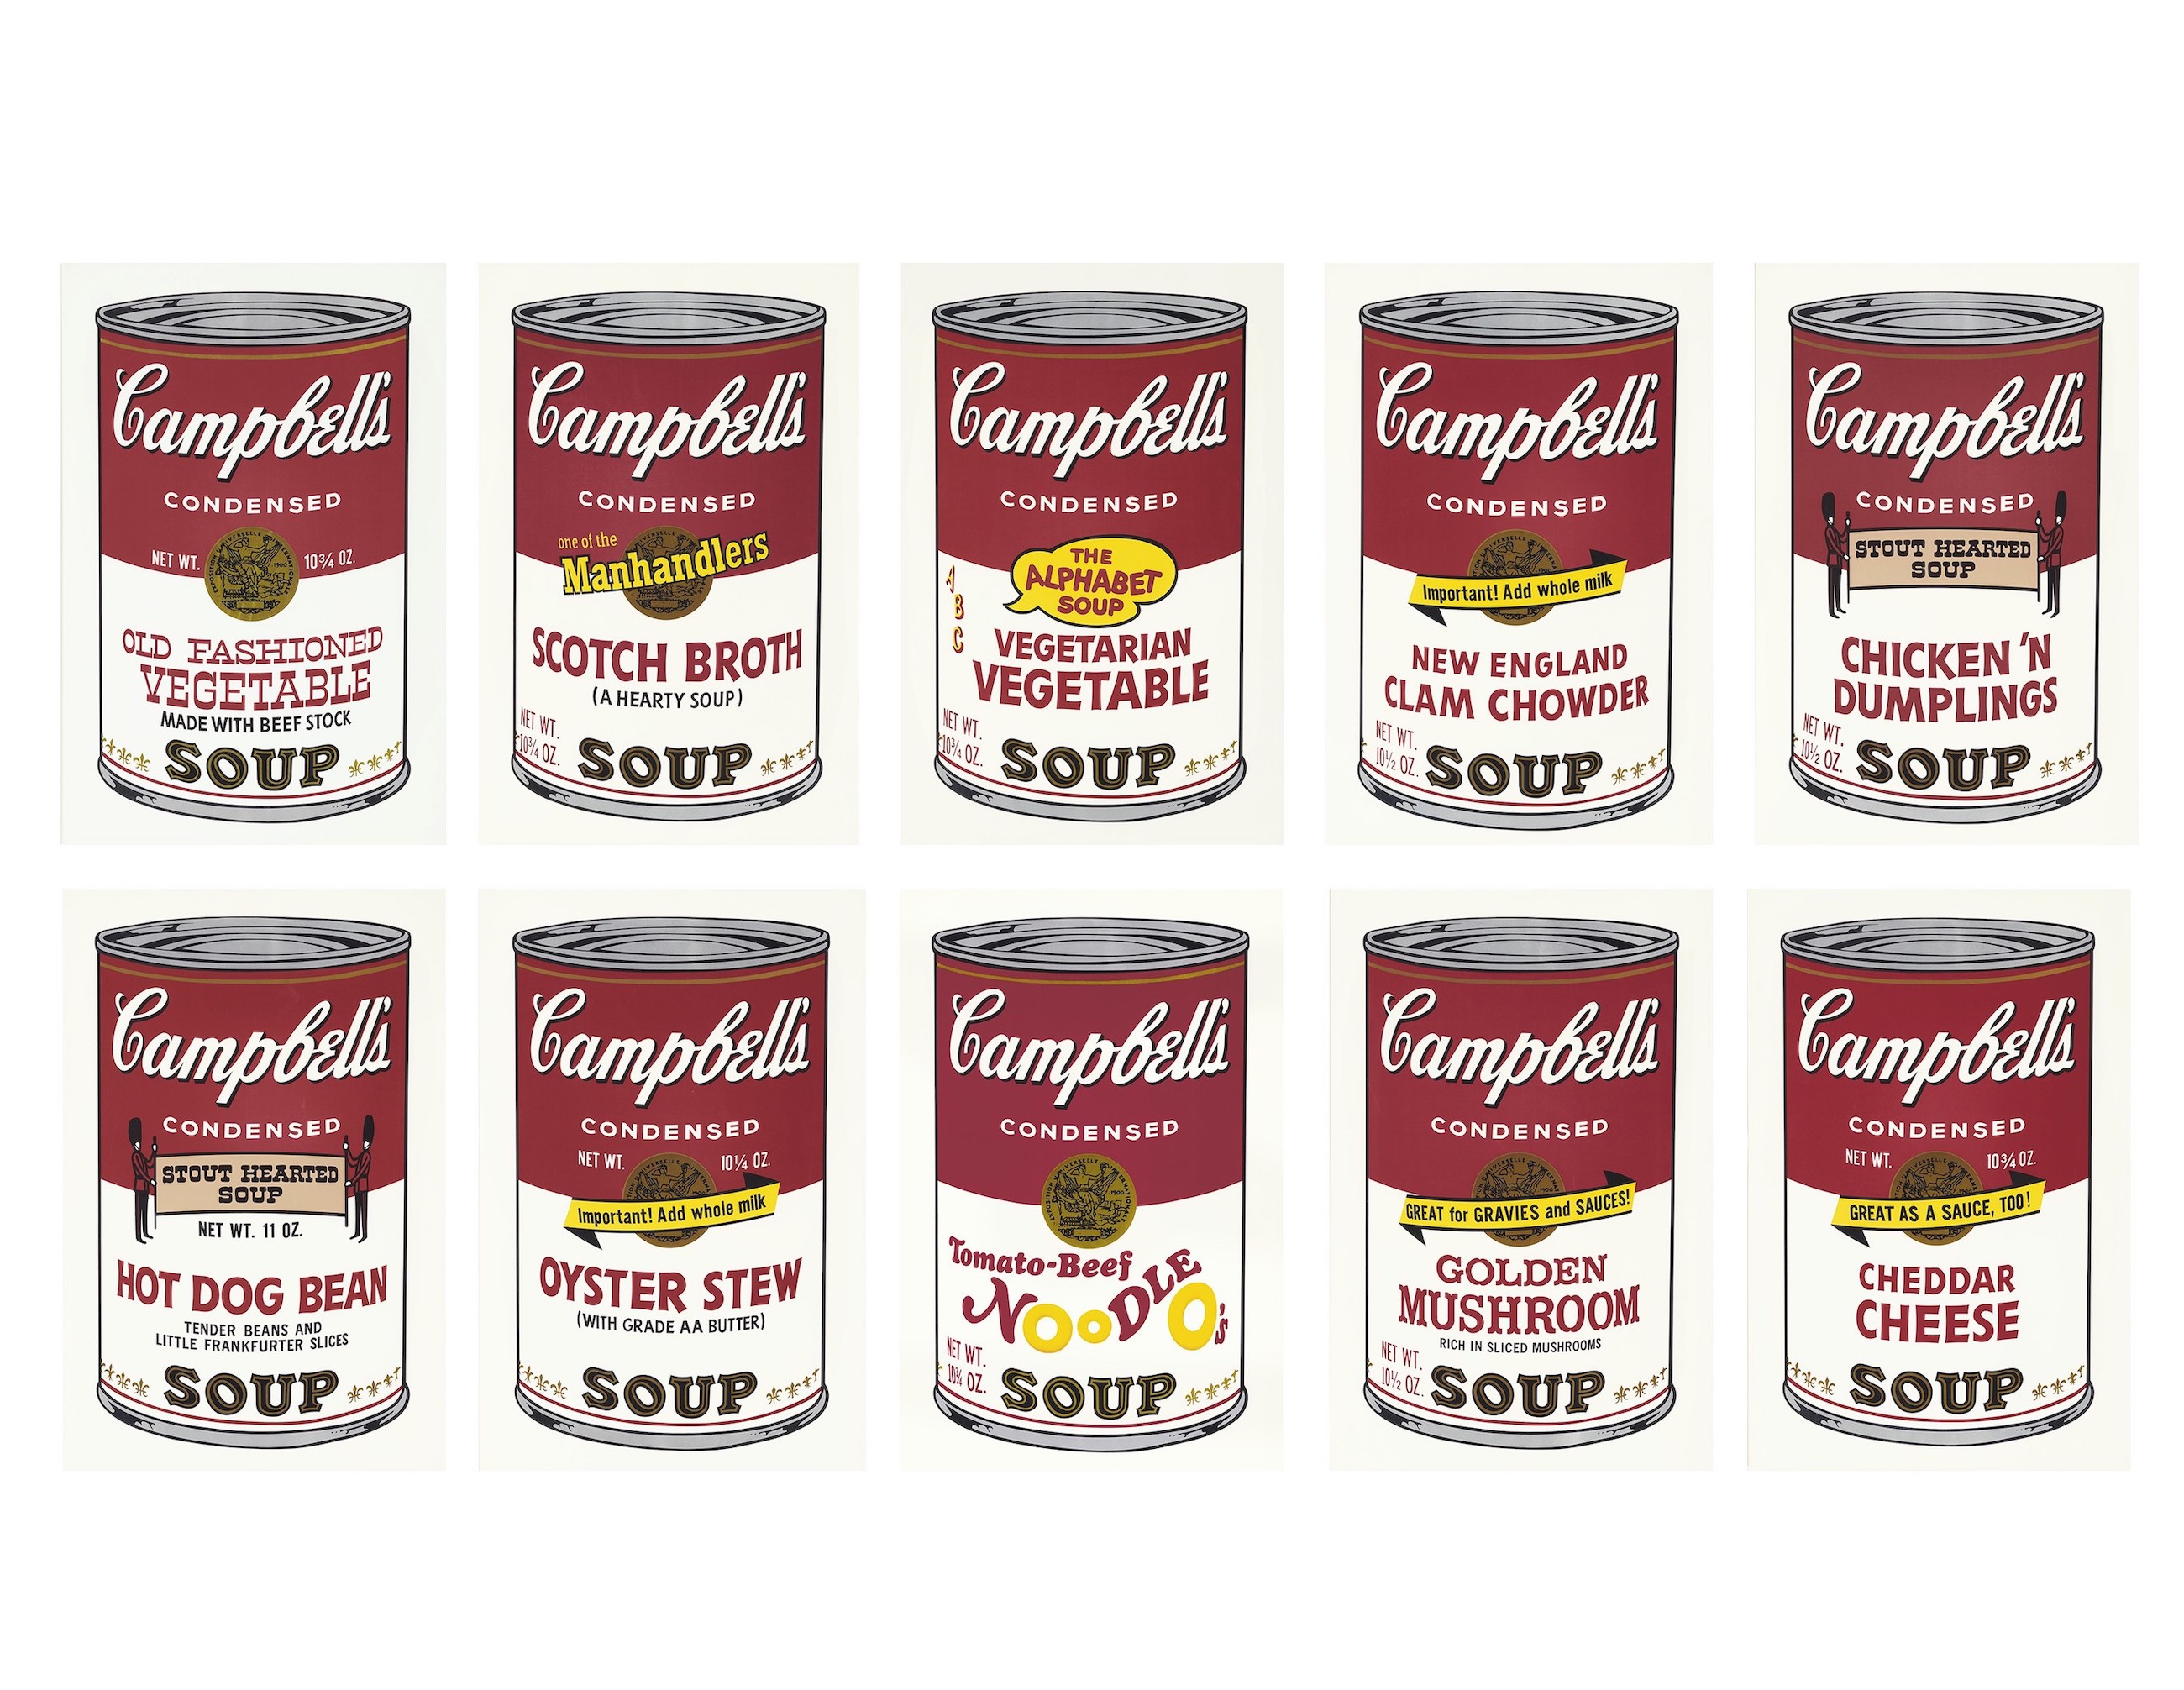 Campbell's
CONDENSED
NET WT. 10¾ OZ.
OLD FASHIONED
VEGETABLE
MADE WITH BEEF STOCK
SOUP
Campbell's
CONDENSED
one of the
Manhandlers
SCOTCH BROTH
(A HEARTY SOUP)
NET WT.
10¾ OZ.
SOUP
Campbell's
CONDENSED
THE
ALPHABET
SOUP
A
B
C
VEGETARIAN
VEGETABLE
NET WT.
10¾ OZ.
SOUP
Campbell's
CONDENSED
Important! Add whole milk
NEW ENGLAND
CLAM CHOWDER
NET WT.
10½ OZ.
SOUP
Campbell's
CONDENSED
STOUT HEARTED
SOUP
CHICKEN 'N
DUMPLINGS
NET WT.
10½ OZ.
SOUP
Campbell's
CONDENSED
STOUT HEARTED
SOUP
NET WT. 11 OZ.
HOT DOG BEAN
TENDER BEANS AND
LITTLE FRANKFURTER SLICES
SOUP
Campbell's
CONDENSED
NET WT. 10¼ OZ.
Important! Add whole milk
OYSTER STEW
(WITH GRADE AA BUTTER)
SOUP
Campbell's
CONDENSED
Tomato-Beef
NOODLE O's
NET WT.
10¾ OZ.
SOUP
Campbell's
CONDENSED
GREAT for GRAVIES and SAUCES!
GOLDEN
MUSHROOM
RICH IN SLICED MUSHROOMS
NET WT.
10½ OZ.
SOUP
Campbell's
CONDENSED
NET WT. 10¾ OZ.
GREAT AS A SAUCE, TOO!
CHEDDAR
CHEESE
SOUP